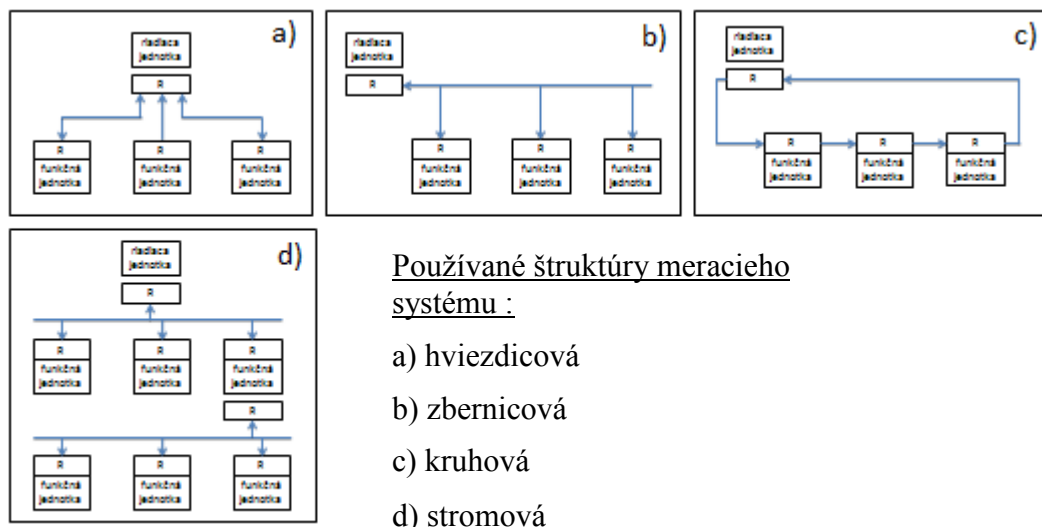 a)
riadiaca
jednotka
R
R
R
R
funkčná
jednotka
funkčná
jednotka
funkčná
jednotka
b)
riadiaca
jednotka
R
R
R
R
funkčná
jednotka
funkčná
jednotka
funkčná
jednotka
c)
riadiaca
jednotka
R
R
R
R
funkčná
jednotka
funkčná
jednotka
funkčná
jednotka
d)
riadiaca
jednotka
R
R
R
R
funkčná
jednotka
funkčná
jednotka
funkčná
jednotka
R
R
R
R
funkčná
jednotka
funkčná
jednotka
funkčná
jednotka
Používané štruktúry meracieho
systému :
a) hviezdicová
b) zbernicová
c) kruhová
d) stromová